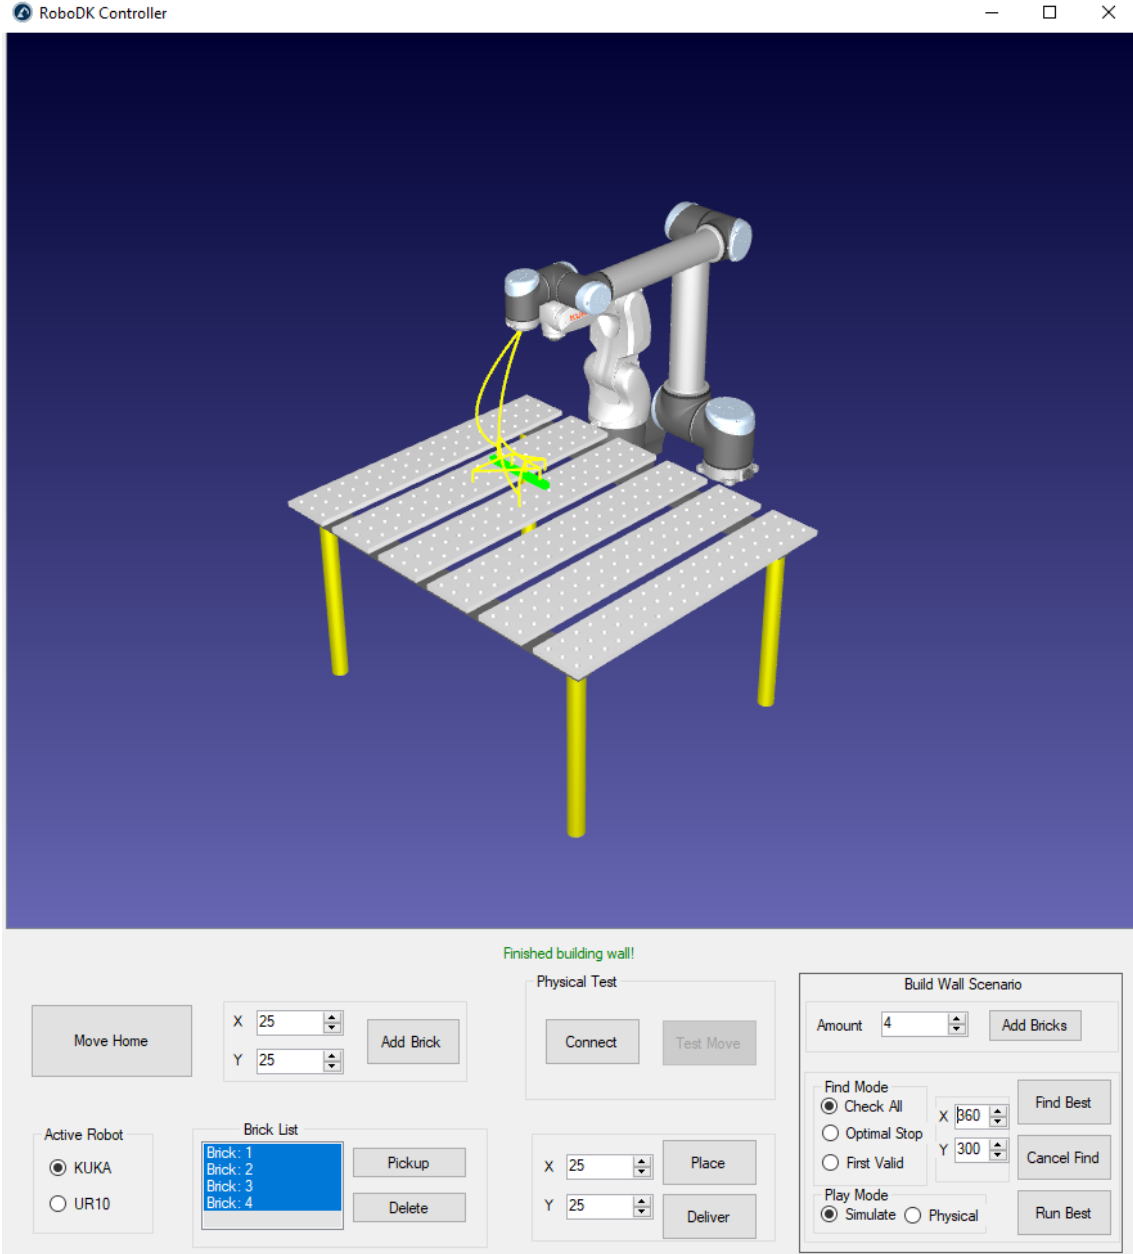 RoboDK Controller
Finished building wall!
Move Home
X 25
Y 25
Add Brick
Physical Test
Connect
Test Move
Build Wall Scenario
Amount 4
Add Bricks
Active Robot
KUKA
UR10
Brick List
Brick: 1
Brick: 2
Brick: 3
Brick: 4
Pickup
Delete
X 25
Y 25
Place
Deliver
Find Mode
Check All
Optimal Stop
First Valid
X 360
Y 300
Find Best
Cancel Find
Play Mode
Simulate
Physical
Run Best